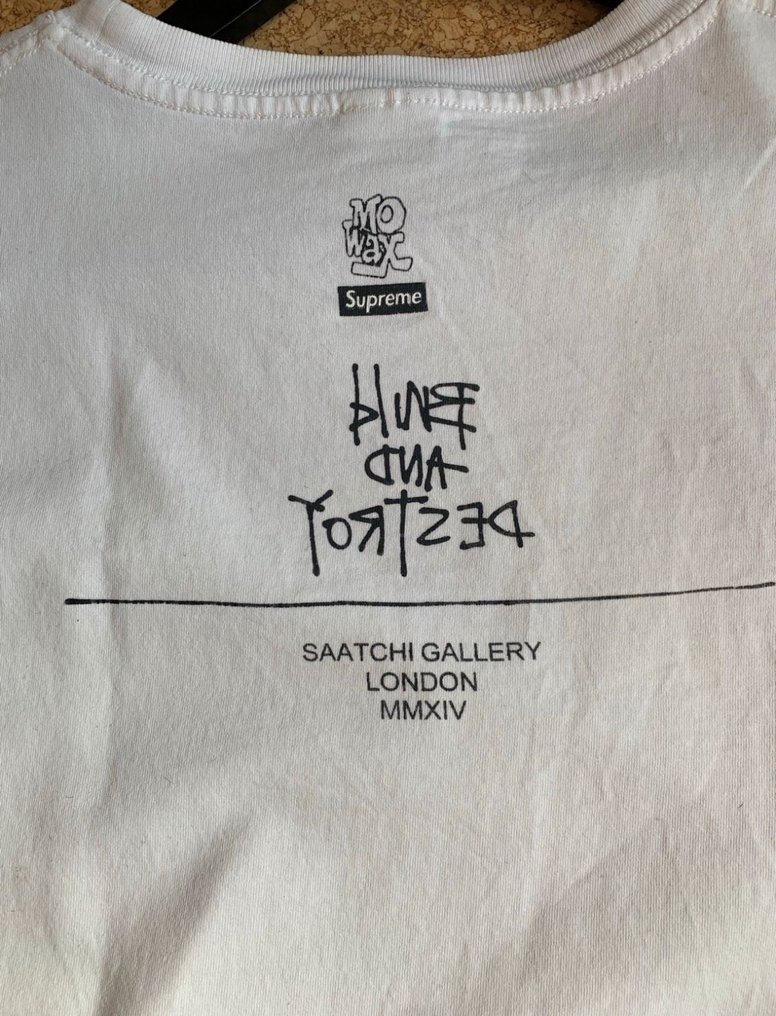 MO
Wax
Supreme
BUILd
AND
DESTROY
SAATCHI GALLERY
LONDON
MMXIV